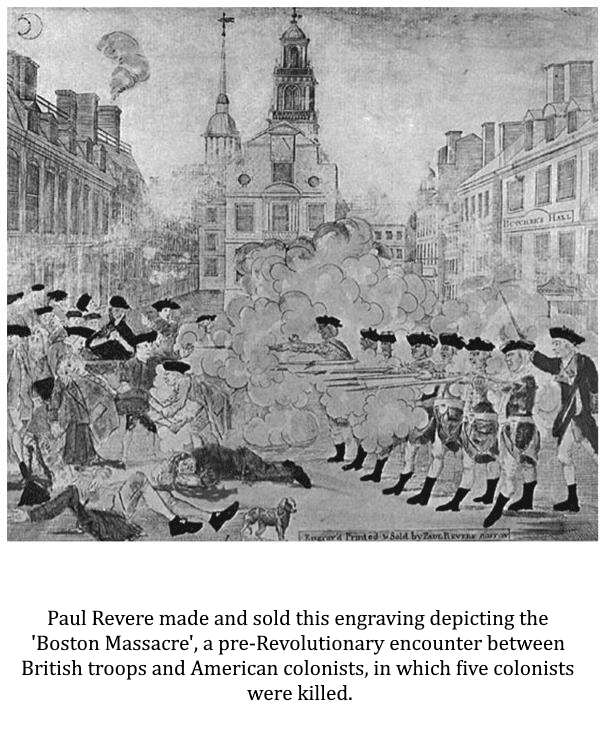 BUTCHER'S HALL
Engrav'd Printed & Sold by PAUL REVERE BOSTON
Paul Revere made and sold this engraving depicting the
'Boston Massacre', a pre-Revolutionary encounter between
British troops and American colonists, in which five colonists
were killed.